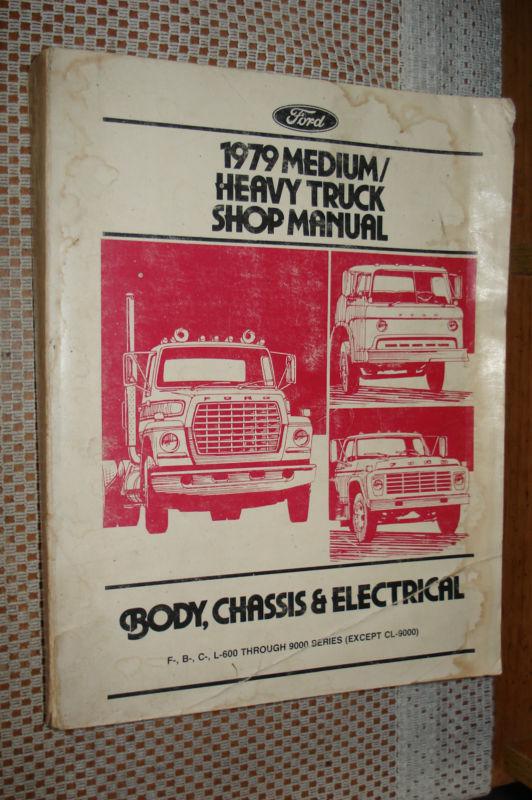 Ford
1979 MEDIUM/
HEAVY TRUCK
SHOP MANUAL
FORD
FORD
FORD
BODY, CHASSIS & ELECTRICAL
F-, B-, C-, L-600 THROUGH 9000 SERIES (EXCEPT CL-9000)